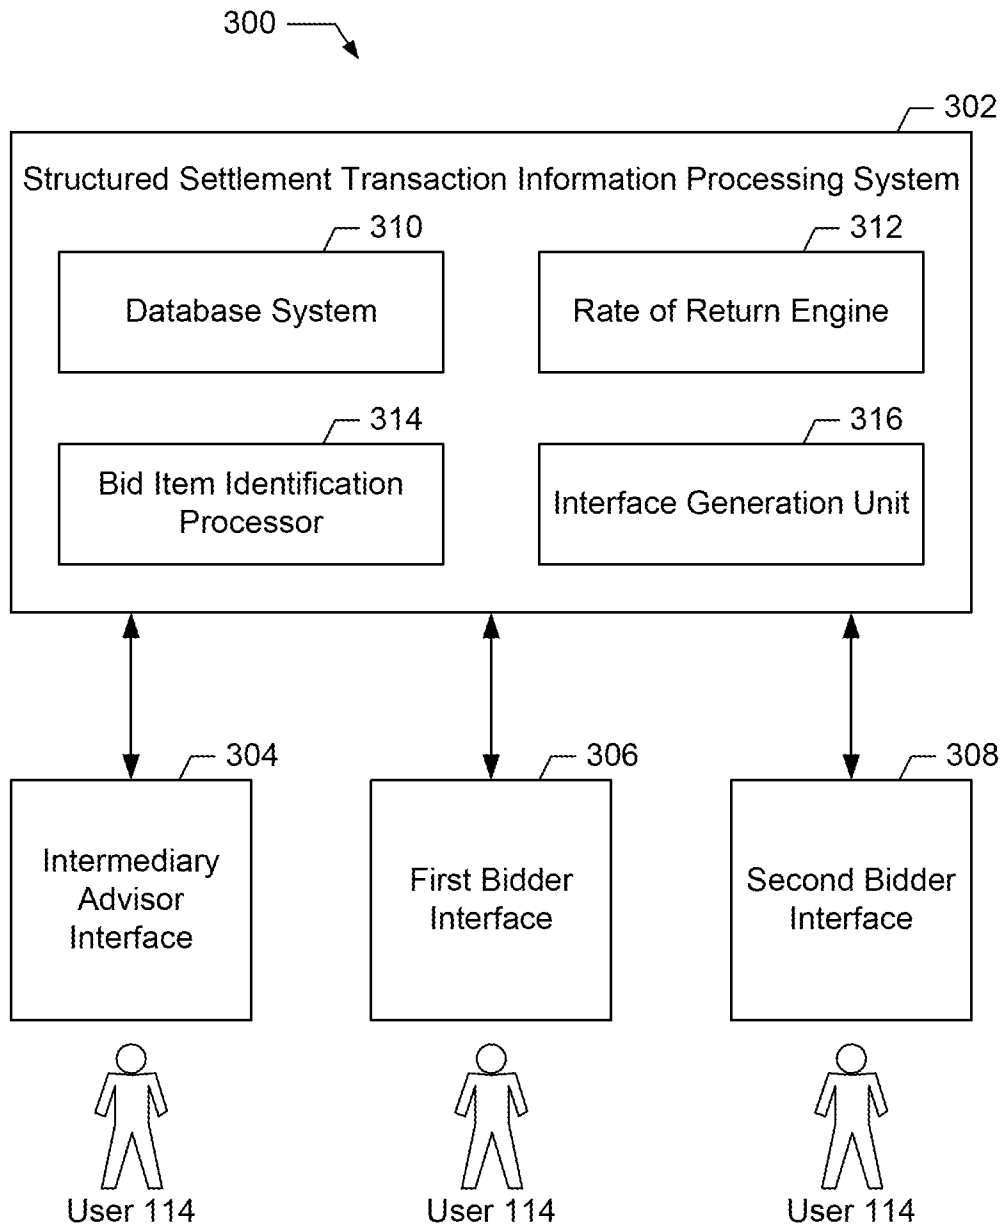 300
302
Structured Settlement Transaction Information Processing System
310
312
Database System
Rate of Return Engine
314
316
Bid Item Identification
Processor
Interface Generation Unit
304
306
308
Intermediary
Advisor
Interface
First Bidder
Interface
Second Bidder
Interface
User 114
User 114
User 114